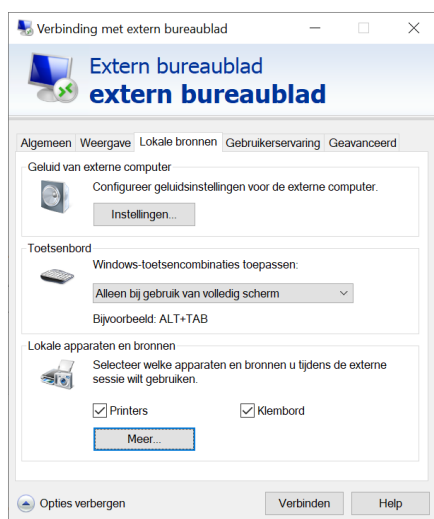 Verbinding met extern bureaublad
Extern bureaublad
extern bureaublad
Algemeen Weergave Lokale bronnen Gebruikerservaring Geavanceerd
Geluid van externe computer
Configureer geluidsinstellingen voor de externe computer.
Instellingen...
Toetsenbord
Windows-toetsencombinaties toepassen:
Alleen bij gebruik van volledig scherm
Bijvoorbeeld: ALT+TAB
Lokale apparaten en bronnen
Selecteer welke apparaten en bronnen u tijdens de externe
sessie wilt gebruiken.
Printers Klembord
Meer...
Opties verbergen Verbinden Help